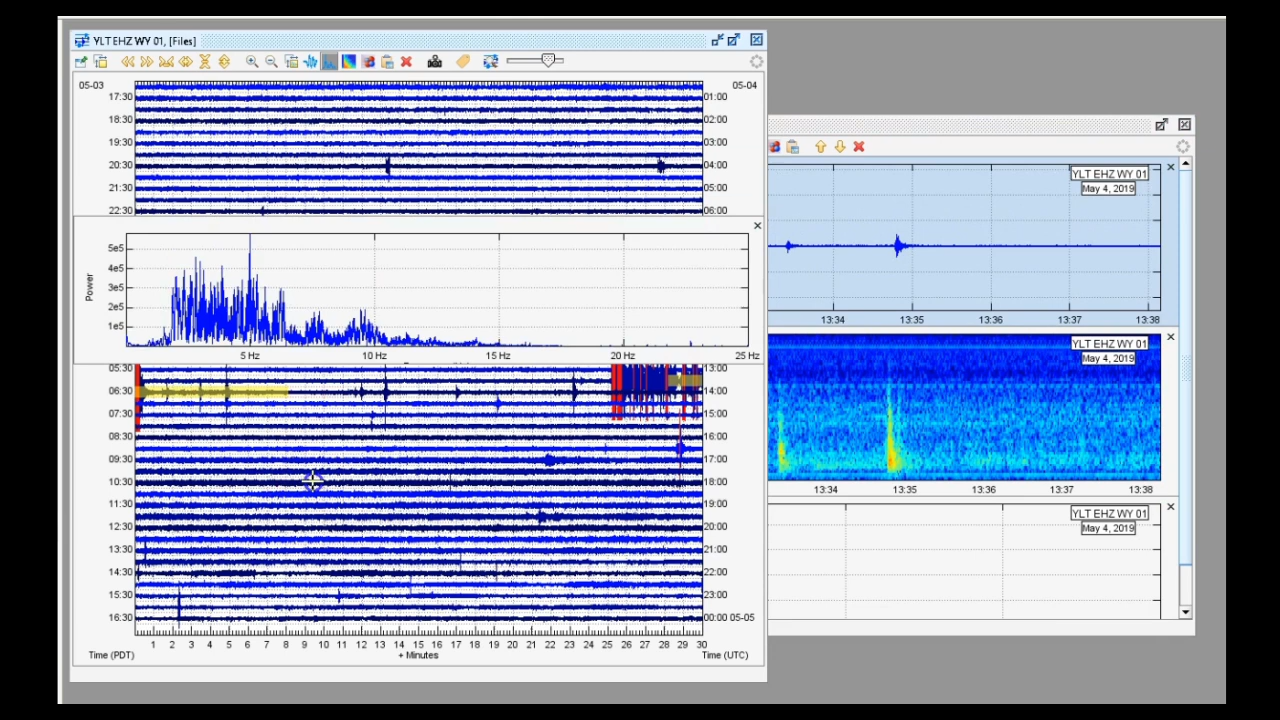 YLT EHZ WY 01, [Files]
05-03 05-04
17:30 01:00
18:30 02:00
19:30 03:00
20:30 04:00
21:30 05:00
22:30 06:00
5e5
4e5
3e5
2e5
1e5
Power
5 Hz 10 Hz 15 Hz 20 Hz 25 Hz
05:30 13:00
06:30 14:00
07:30 15:00
08:30 16:00
09:30 17:00
10:30 18:00
11:30 19:00
12:30 20:00
13:30 21:00
14:30 22:00
15:30 23:00
16:30 00:00 05-05
1 2 3 4 5 6 7 8 9 10 11 12 13 14 15 16 17 18 19 20 21 22 23 24 25 26 27 28 29 30
Time (PDT) + Minutes Time (UTC)
YLT EHZ WY 01
May 4, 2019
13:34 13:35 13:36 13:37 13:38
YLT EHZ WY 01
May 4, 2019
13:34 13:35 13:36 13:37 13:38
YLT EHZ WY 01
May 4, 2019